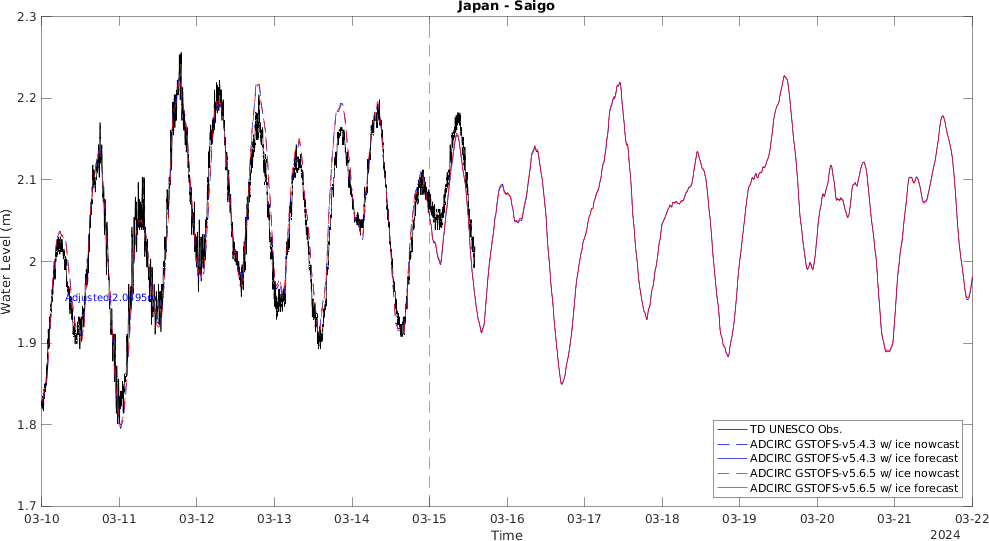 Japan - Saigo
2.3
2.2
2.1
2
1.9
1.8
1.7
Water Level (m)
Adjusted:2.0495m
TD UNESCO Obs.
ADCIRC GSTOFS-v5.4.3 w/ ice nowcast
ADCIRC GSTOFS-v5.4.3 w/ ice forecast
ADCIRC GSTOFS-v5.6.5 w/ ice nowcast
ADCIRC GSTOFS-v5.6.5 w/ ice forecast
03-10 03-11 03-12 03-13 03-14 03-15 03-16 03-17 03-18 03-19 03-20 03-21 03-22
Time
2024